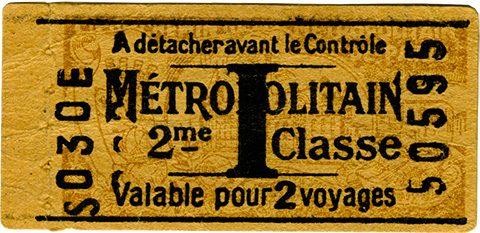 A détacher avant le Contrôle
MÉTROPOLITAIN
I
2me Classe
Valable pour 2 voyages
S030E
50595